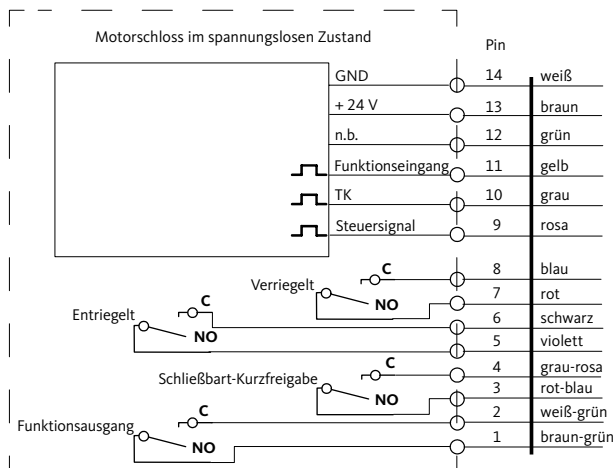 Motorschloss im spannungslosen Zustand
Pin
GND 14 weiß
+ 24 V 13 braun
n.b. 12 grün
Funktionseingang 11 gelb
TK 10 grau
Steuersignal 9 rosa
C 8 blau
Verriegelt
NO 7 rot
C 6 schwarz
Entriegelt
NO 5 violett
C 4 grau-rosa
Schließbart-Kurzfreigabe
NO 3 rot-blau
C 2 weiß-grün
Funktionsausgang
NO 1 braun-grün